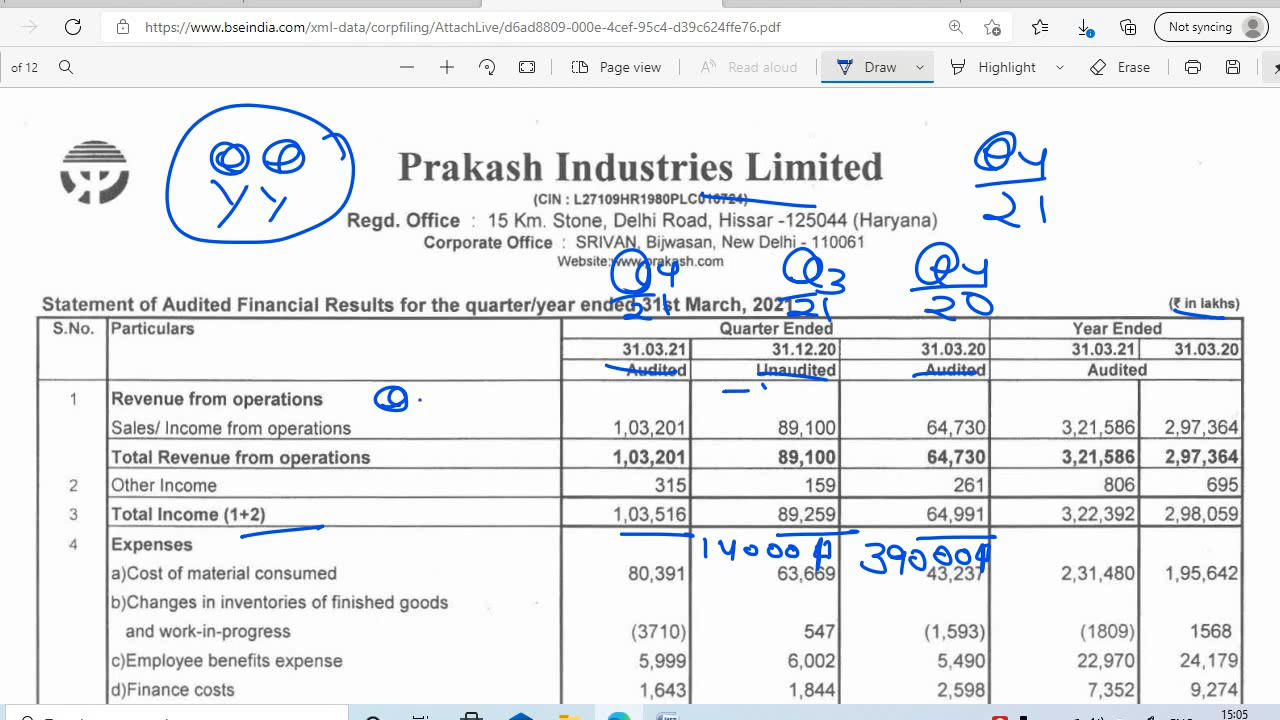 https://www.bseindia.com/xml-data/corpfiling/AttachLive/d6ad8809-000e-4cef-95c4-d39c624ffe76.pdf Not syncing
of 12 Page view Read aloud Draw Highlight Erase
Q Q
Y Y
Q4
21
Prakash Industries Limited
(CIN : L27109HR1980PLC010724)
Regd. Office : 15 Km. Stone, Delhi Road, Hissar -125044 (Haryana)
Corporate Office : SRIVAN, Bijwasan, New Delhi - 110061
Website:www.prakash.com
Q4 Q3 Q4
21 21 20
Statement of Audited Financial Results for the quarter/year ended 31st March, 2021 (₹ in lakhs)
S.No. Particulars Quarter Ended Year Ended
31.03.21 31.12.20 31.03.20 31.03.21 31.03.20
Audited Unaudited Audited Audited
1 Revenue from operations
Sales/ Income from operations 1,03,201 89,100 64,730 3,21,586 2,97,364
Total Revenue from operations 1,03,201 89,100 64,730 3,21,586 2,97,364
2 Other Income 315 159 261 806 695
3 Total Income (1+2) 1,03,516 89,259 64,991 3,22,392 2,98,059
4 Expenses
14000 39000
a)Cost of material consumed 80,391 63,669 43,237 2,31,480 1,95,642
b)Changes in inventories of finished goods
and work-in-progress (3710) 547 (1,593) (1809) 1568
c)Employee benefits expense 5,999 6,002 5,490 22,970 24,179
d)Finance costs 1,643 1,844 2,598 7,352 9,274
15:05